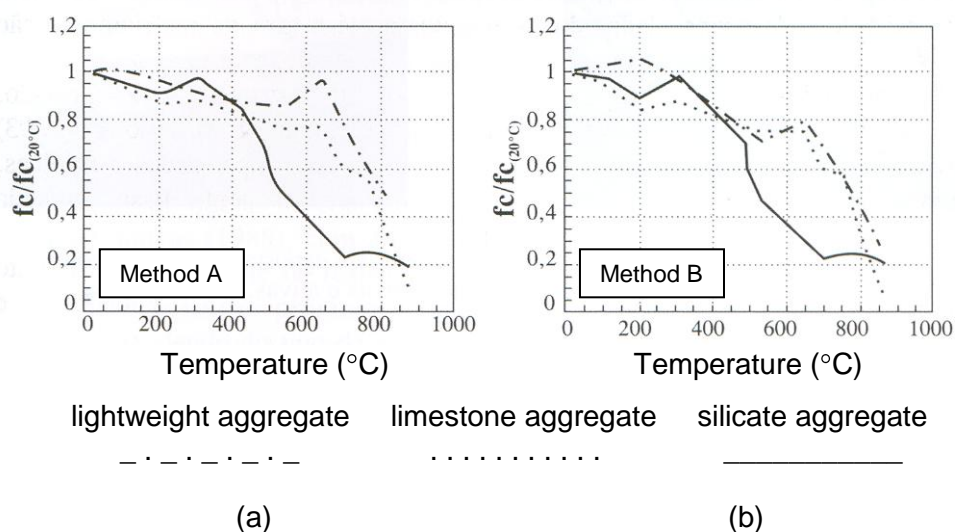 1,2
1
0,8
0,6
0,4
0,2
0
fc/fc(20°C)
Method A
0 200 400 600 800 1000
Temperature (°C)
1,2
1
0,8
0,6
0,4
0,2
0
fc/fc(20°C)
Method B
0 200 400 600 800 1000
Temperature (°C)
lightweight aggregate limestone aggregate silicate aggregate
(a) (b)